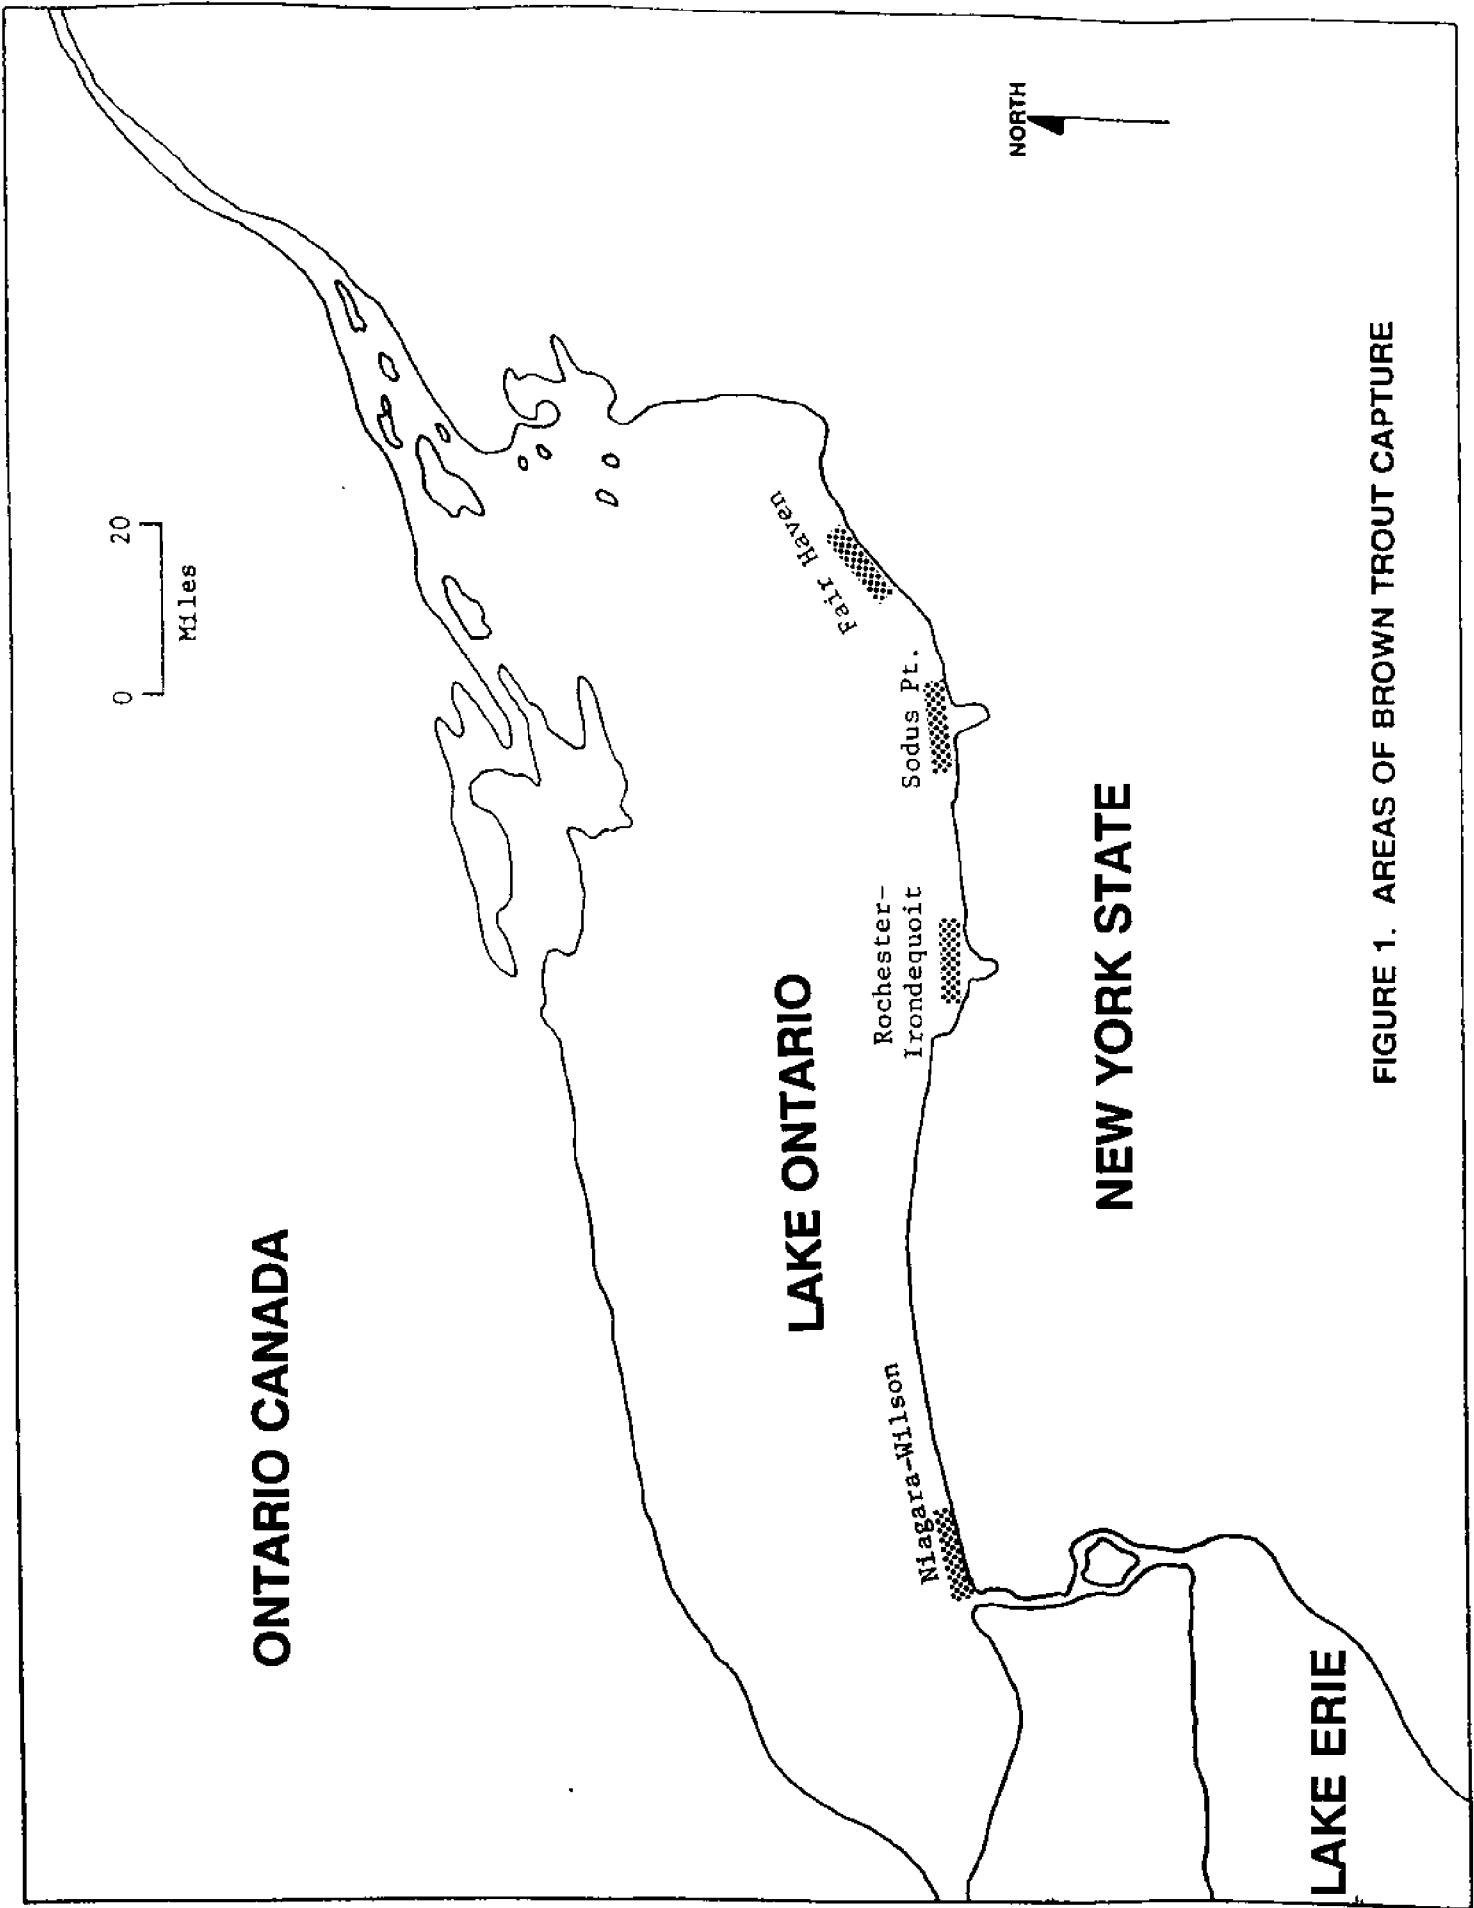 ONTARIO CANADA
0 20
Miles
NORTH
LAKE ONTARIO
Niagara-Wilson
Rochester-
Irondequoit
Sodus Pt.
Fair Haven
NEW YORK STATE
LAKE ERIE
FIGURE 1. AREAS OF BROWN TROUT CAPTURE